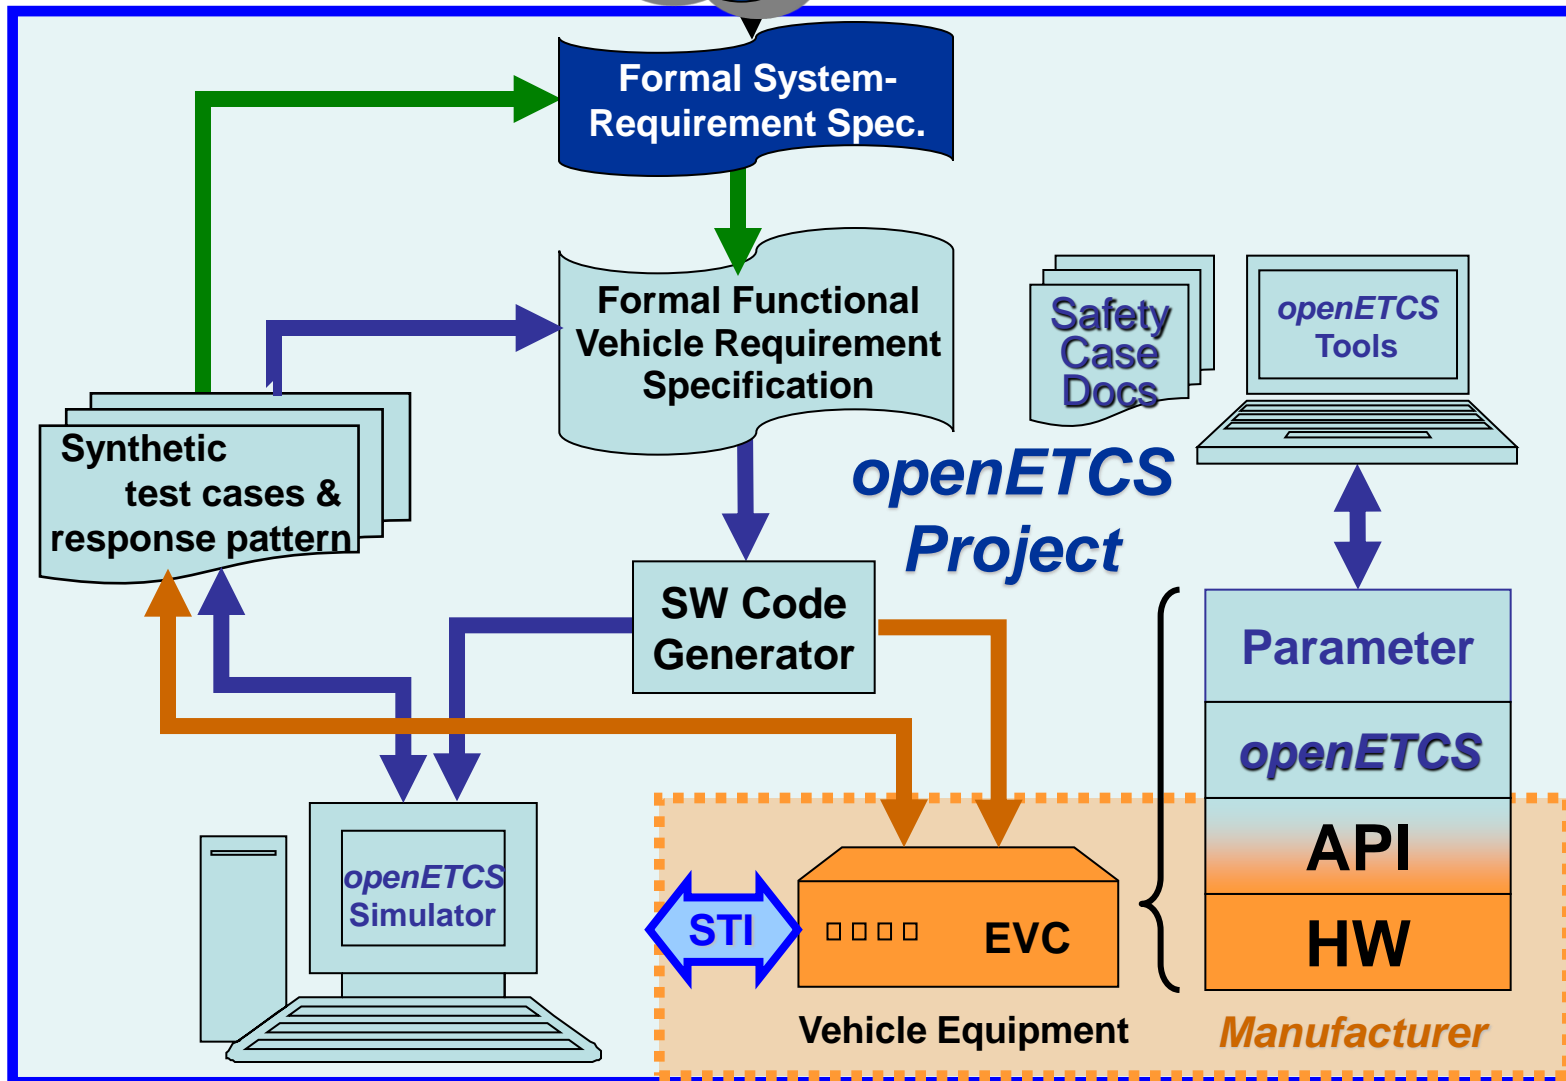 Formal System-
Requirement Spec.
Formal Functional
Vehicle Requirement
Specification
Safety
Case
Docs
openETCS
Tools
Synthetic
test cases &
response pattern
openETCS
Project
SW Code
Generator
Parameter
openETCS
API
HW
openETCS
Simulator
STI
EVC
Vehicle Equipment
Manufacturer